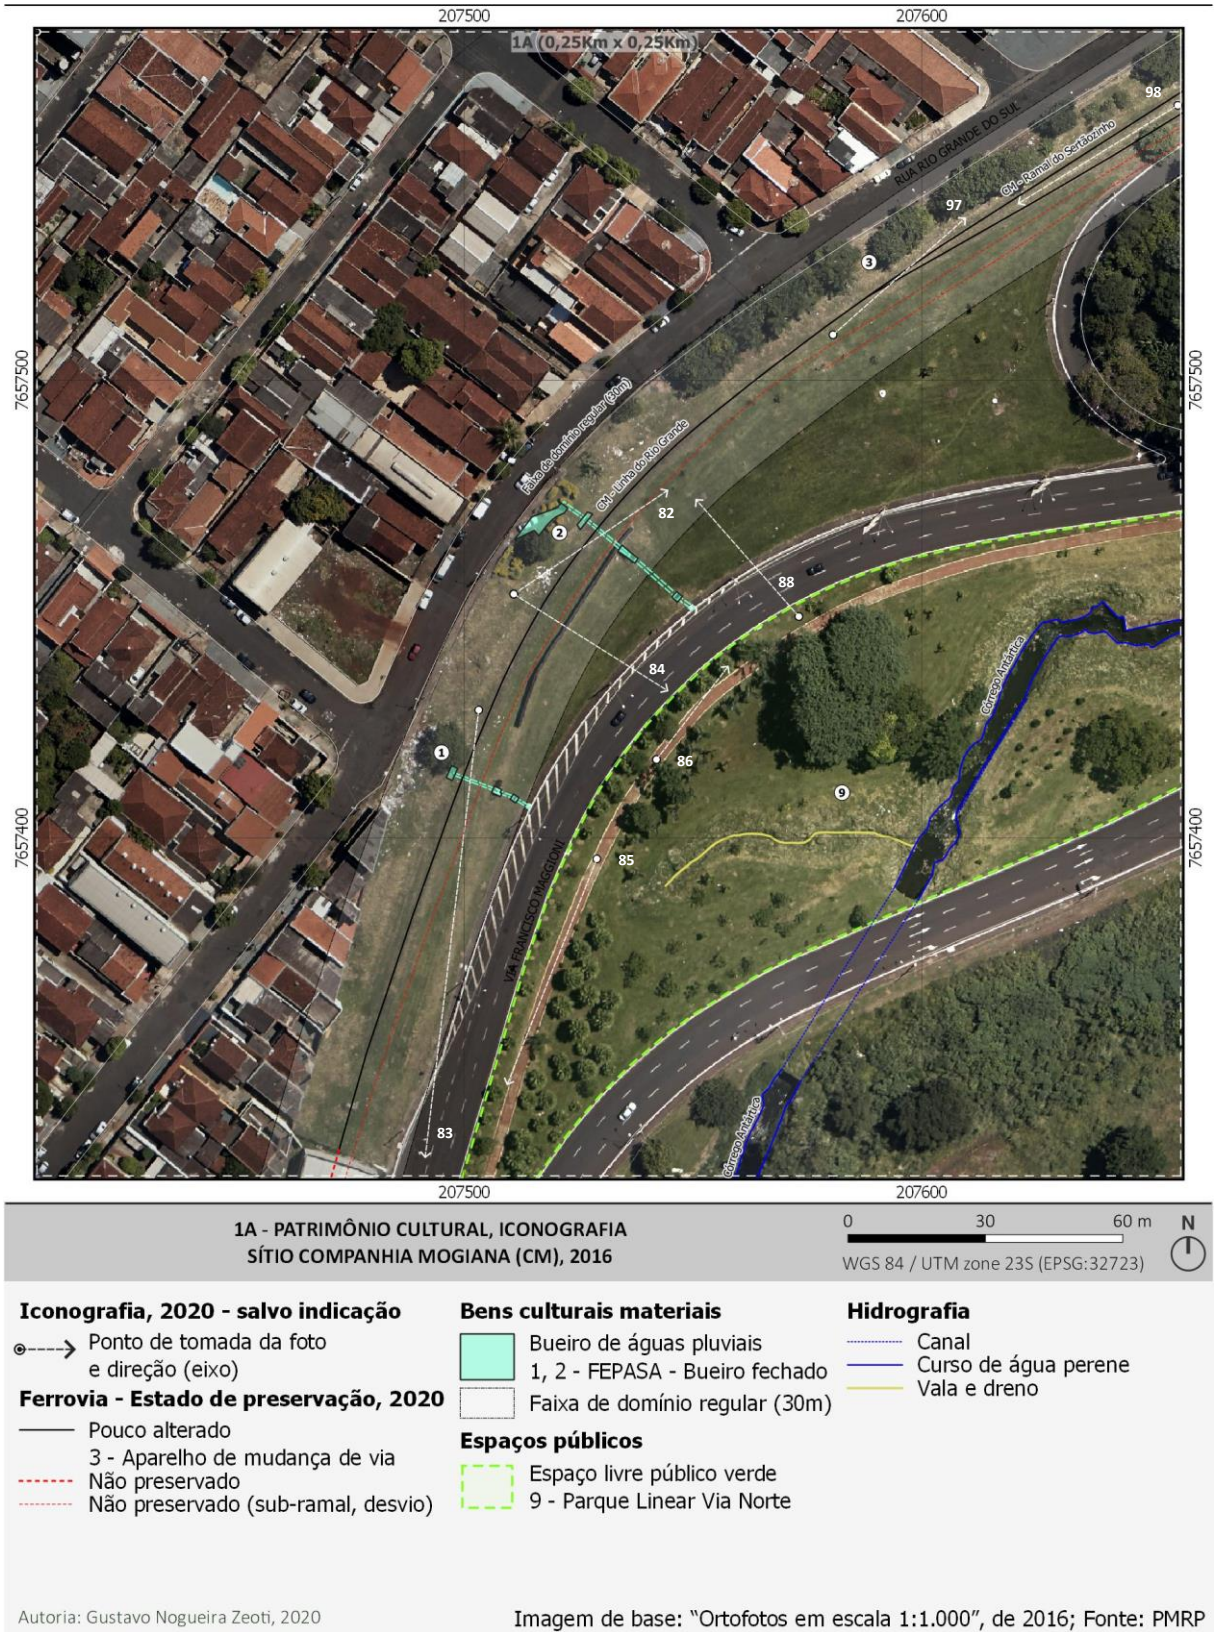 207500
207600
1A (0,25Km x 0,25Km)
98
RUA RIO GRANDE DO SUL
CM - Ramal do Sertãozinho
97
3
7657500
7657500
Faixa de domínio regular (30m)
CM - Linha do Rio Grande
82
2
88
84
Córrego Antártica
1
86
9
7657400
7657400
85
VIA FRANCISCO MAGGIONI
83
Córrego Antártica
207500
207600
1A - PATRIMÔNIO CULTURAL, ICONOGRAFIA
SÍTIO COMPANHIA MOGIANA (CM), 2016
0 30 60 m
N
WGS 84 / UTM zone 23S (EPSG:32723)
Iconografia, 2020 - salvo indicação
Ponto de tomada da foto
e direção (eixo)
Ferrovia - Estado de preservação, 2020
Pouco alterado
3 - Aparelho de mudança de via
Não preservado
Não preservado (sub-ramal, desvio)
Bens culturais materiais
Bueiro de águas pluviais
1, 2 - FEPASA - Bueiro fechado
Faixa de domínio regular (30m)
Espaços públicos
Espaço livre público verde
9 - Parque Linear Via Norte
Hidrografia
Canal
Curso de água perene
Vala e dreno
Autoria: Gustavo Nogueira Zeoti, 2020
Imagem de base: “Ortofotos em escala 1:1.000”, de 2016; Fonte: PMRP